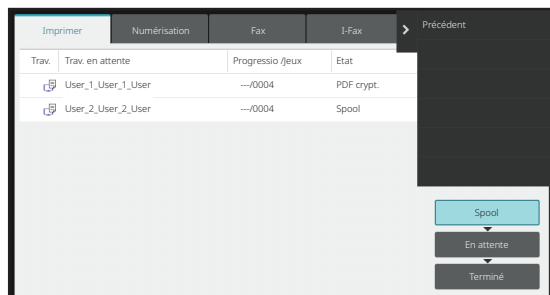 Imprimer Numérisation Fax I-Fax Précédent
Trav. Trav. en attente Progressio /Jeux Etat
User_1_User_1_User ---/0004 PDF crypt.
User_2_User_2_User ---/0004 Spool
Spool
En attente
Terminé